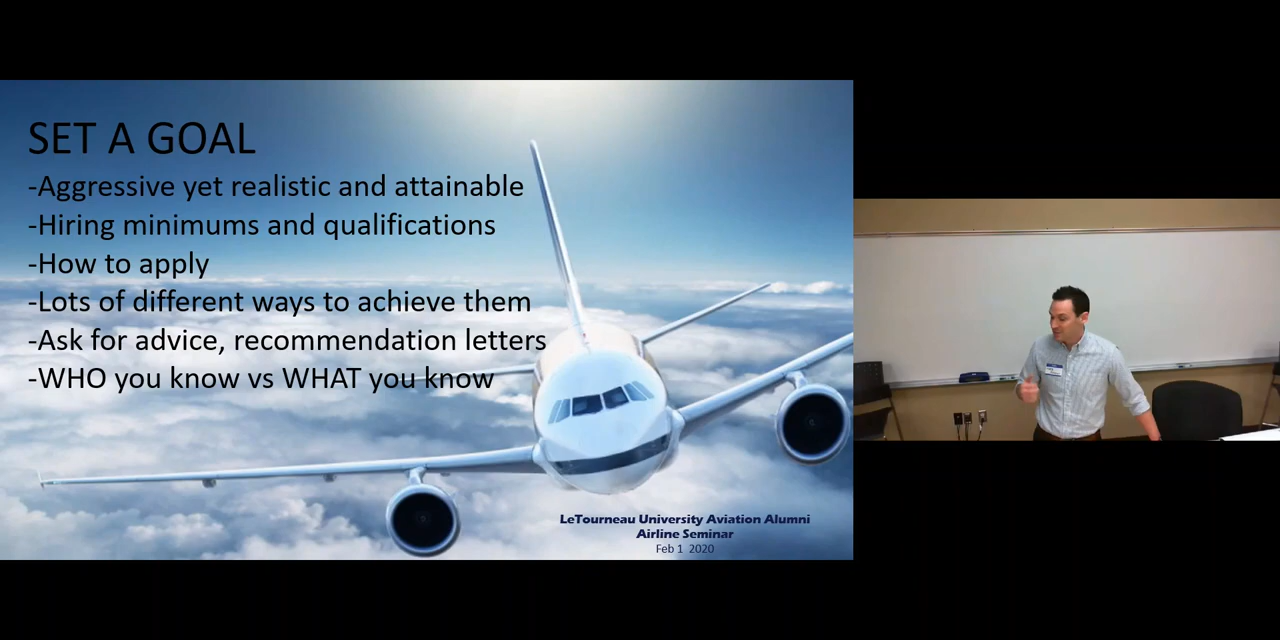 SET A GOAL
-Aggressive yet realistic and attainable
-Hiring minimums and qualifications
-How to apply
-Lots of different ways to achieve them
-Ask for advice, recommendation letters
-WHO you know vs WHAT you know
LeTourneau University Aviation Alumni
Airline Seminar
Feb 1 2020